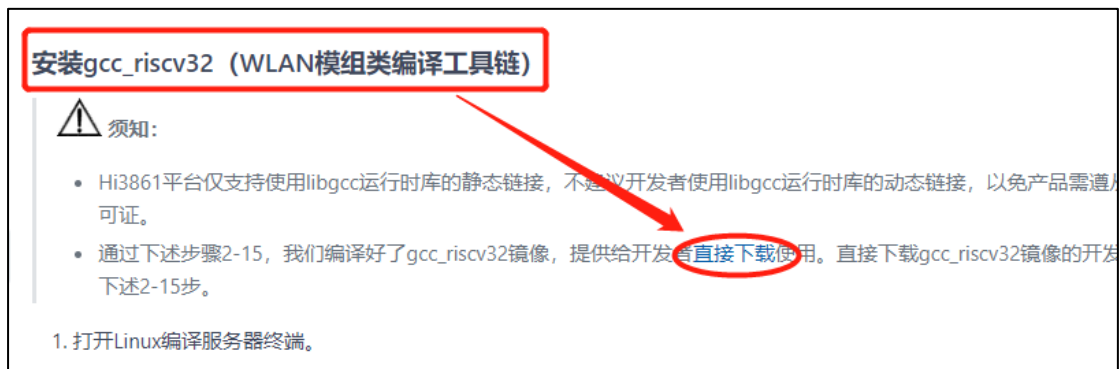 安装gcc_riscv32（WLAN模组类编译工具链）
须知：
• Hi3861平台仅支持使用libgcc运行时库的静态链接，不建议开发者使用libgcc运行时库的动态链接，以免产品需遵
可证。
• 通过下述步骤2-15，我们编译好了gcc_riscv32镜像，提供给开发者直接下载使用。直接下载gcc_riscv32镜像的开发
下述2-15步。
1. 打开Linux编译服务器终端。